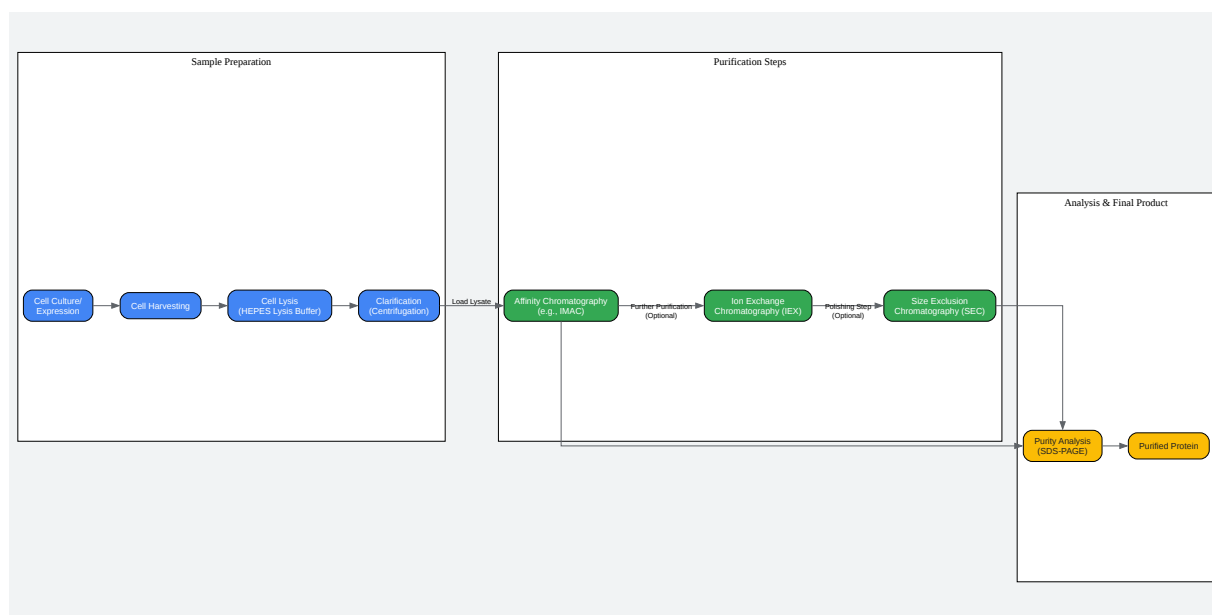 Sample Preparation
Cell Culture/
Expression
Cell Harvesting
Cell Lysis
(HEPES Lysis Buffer)
Clarification
(Centrifugation)
Load Lysate
Purification Steps
Affinity Chromatography
(e.g., IMAC)
Further Purification
(Optional)
Ion Exchange
Chromatography (IEX)
Polishing Step
(Optional)
Size Exclusion
Chromatography (SEC)
Analysis & Final Product
Purity Analysis
(SDS-PAGE)
Purified Protein